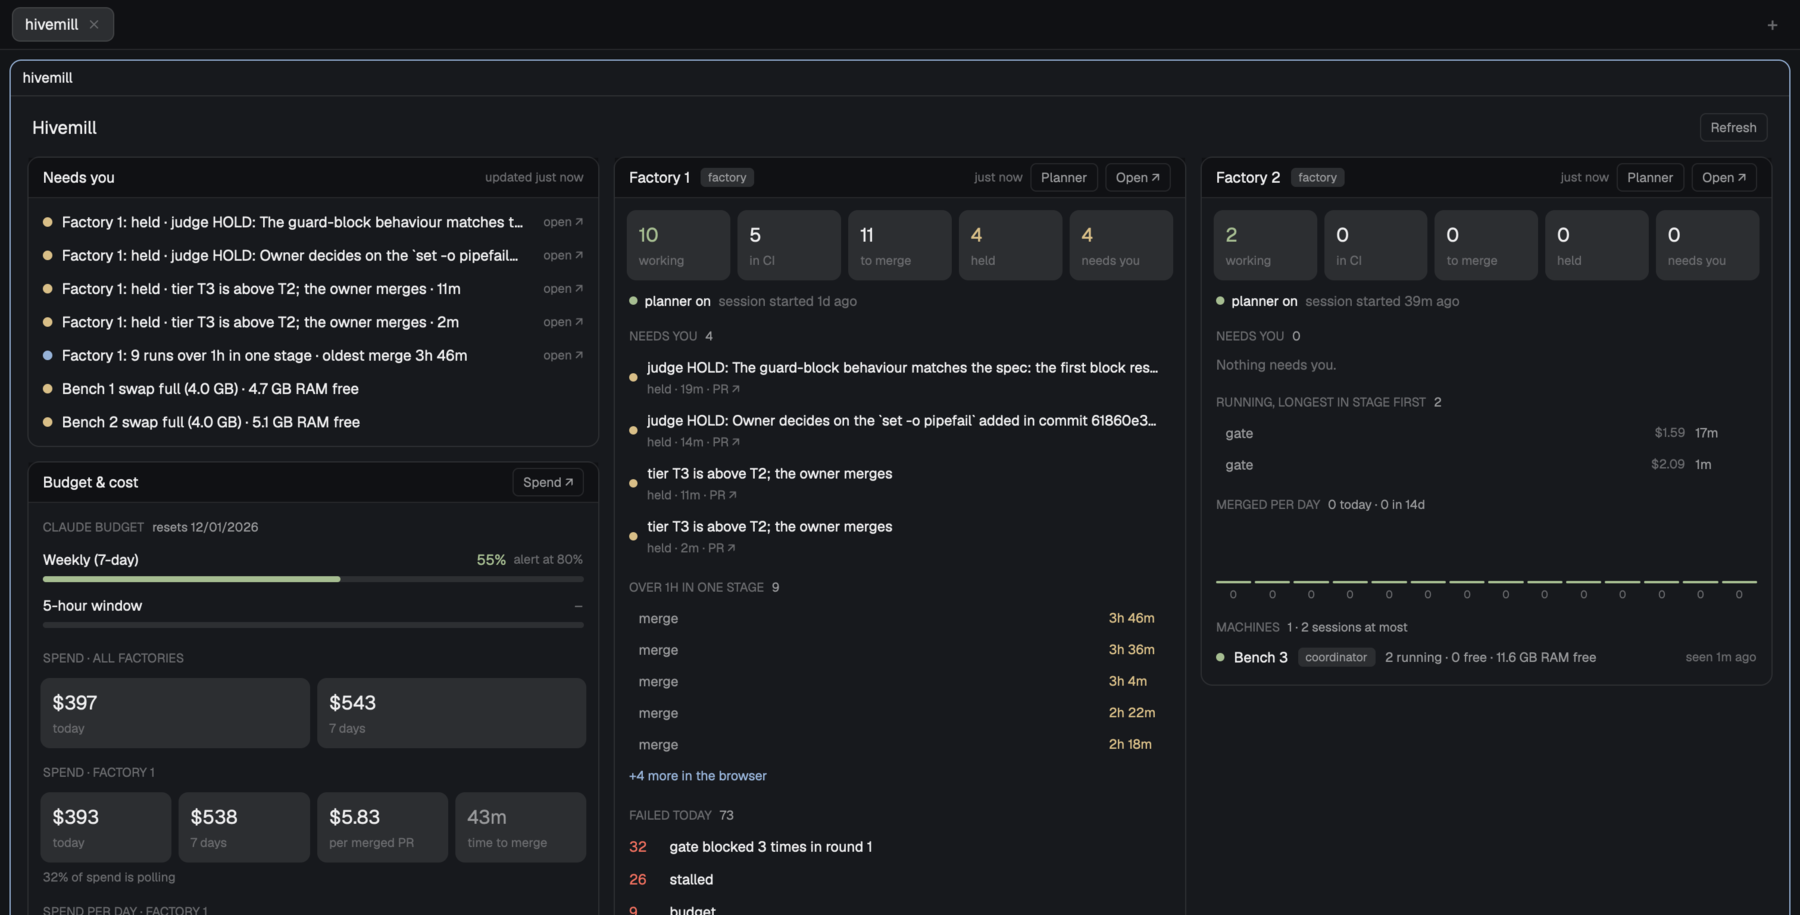 hivemill ×
+
hivemill
Hivemill
Refresh
Needs you updated just now
Factory 1: held · judge HOLD: The guard-block behaviour matches t… open ↗
Factory 1: held · judge HOLD: Owner decides on the `set -o pipefail… open ↗
Factory 1: held · tier T3 is above T2; the owner merges · 11m open ↗
Factory 1: held · tier T3 is above T2; the owner merges · 2m open ↗
Factory 1: 9 runs over 1h in one stage · oldest merge 3h 46m open ↗
Bench 1 swap full (4.0 GB) · 4.7 GB RAM free
Bench 2 swap full (4.0 GB) · 5.1 GB RAM free
Budget & cost Spend ↗
CLAUDE BUDGET resets 12/01/2026
Weekly (7-day) 55% alert at 80%
5-hour window –
SPEND · ALL FACTORIES
$397 $543
today 7 days
SPEND · FACTORY 1
$393 $538 $5.83 43m
today 7 days per merged PR time to merge
32% of spend is polling
SPEND PER DAY · FACTORY 1
Factory 1 factory just now Planner Open ↗
10 5 11 4 4
working in CI to merge held needs you
planner on session started 1d ago
NEEDS YOU 4
judge HOLD: The guard-block behaviour matches the spec: the first block res…
held · 19m · PR ↗
judge HOLD: Owner decides on the `set -o pipefail` added in commit 61860e3…
held · 14m · PR ↗
tier T3 is above T2; the owner merges
held · 11m · PR ↗
tier T3 is above T2; the owner merges
held · 2m · PR ↗
OVER 1H IN ONE STAGE 9
merge 3h 46m
merge 3h 36m
merge 3h 4m
merge 2h 22m
merge 2h 18m
+4 more in the browser
FAILED TODAY 73
32 gate blocked 3 times in round 1
26 stalled
9 budget
Factory 2 factory just now Planner Open ↗
2 0 0 0 0
working in CI to merge held needs you
planner on session started 39m ago
NEEDS YOU 0
Nothing needs you.
RUNNING, LONGEST IN STAGE FIRST 2
gate $1.59 17m
gate $2.09 1m
MERGED PER DAY 0 today · 0 in 14d
0 0 0 0 0 0 0 0 0 0 0 0 0 0
MACHINES 1 · 2 sessions at most
Bench 3 coordinator 2 running · 0 free · 11.6 GB RAM free seen 1m ago